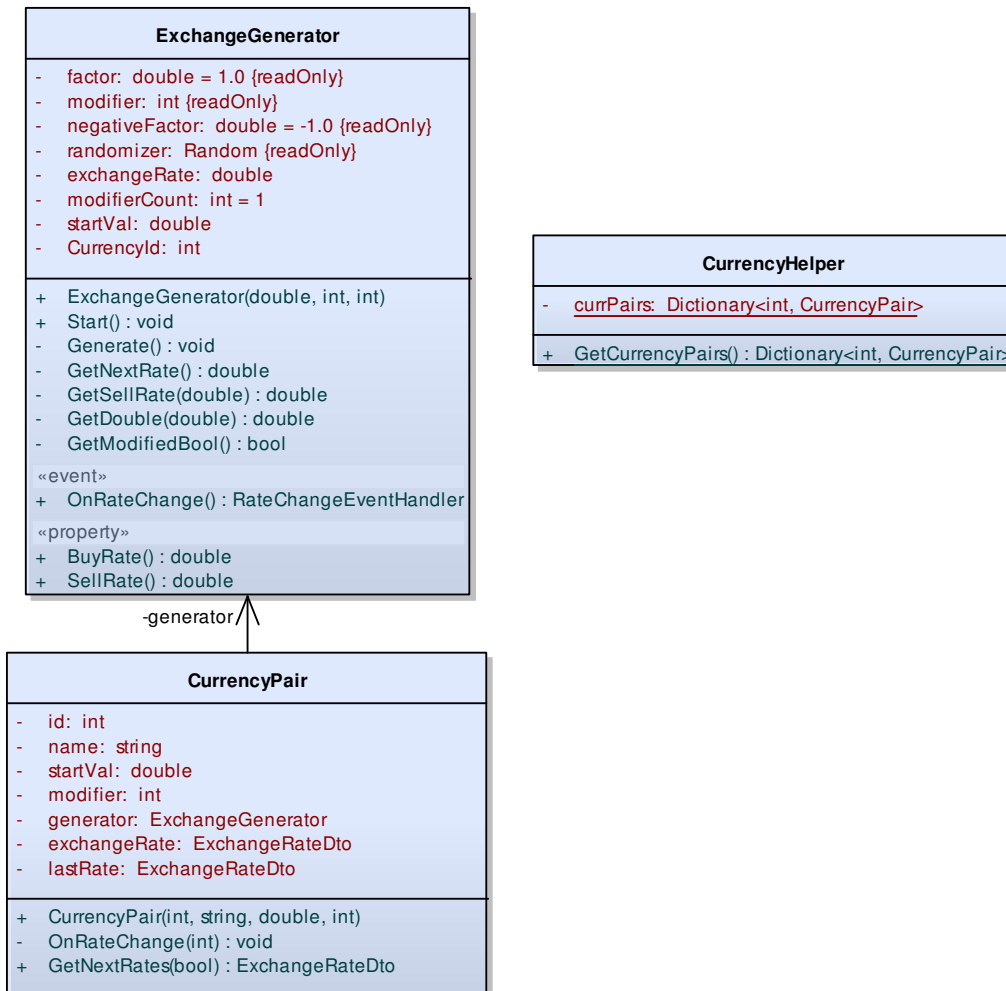 ExchangeGenerator
- factor: double = 1.0 {readOnly}
- modifier: int {readOnly}
- negativeFactor: double = -1.0 {readOnly}
- randomizer: Random {readOnly}
- exchangeRate: double
- modifierCount: int = 1
- startVal: double
- CurrencyId: int
+ ExchangeGenerator(double, int, int)
+ Start() : void
- Generate() : void
- GetNextRate() : double
- GetSellRate(double) : double
- GetDouble(double) : double
- GetModifiedBool() : bool
«event»
+ OnRateChange() : RateChangeEventHandler
«property»
+ BuyRate() : double
+ SellRate() : double
CurrencyHelper
- currPairs: Dictionary<int, CurrencyPair>
+ GetCurrencyPairs() : Dictionary<int, CurrencyPair>
-generator
CurrencyPair
- id: int
- name: string
- startVal: double
- modifier: int
- generator: ExchangeGenerator
- exchangeRate: ExchangeRateDto
- lastRate: ExchangeRateDto
+ CurrencyPair(int, string, double, int)
- OnRateChange(int) : void
+ GetNextRates(bool) : ExchangeRateDto